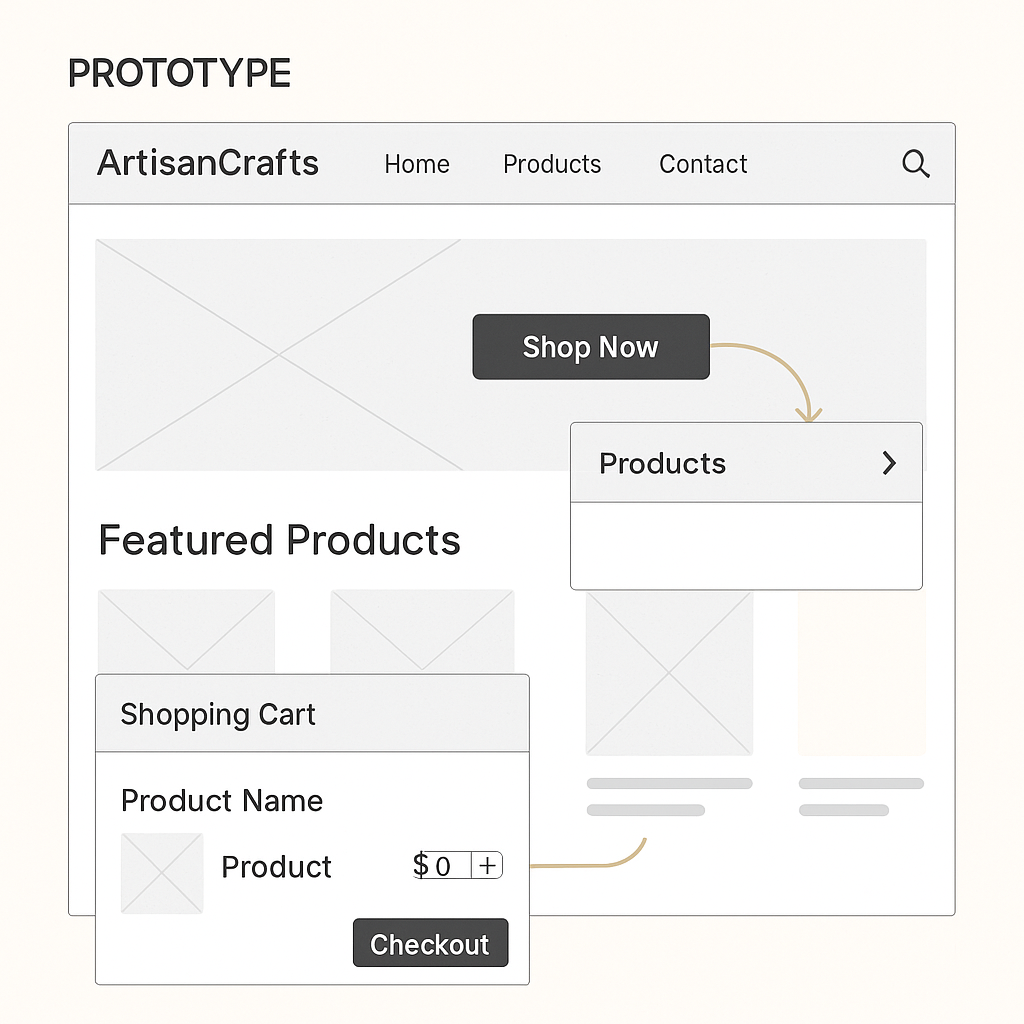 PROTOTYPE
ArtisanCrafts Home Products Contact
Shop Now
Products
Featured Products
Shopping Cart
Product Name
Product $0 +
Checkout